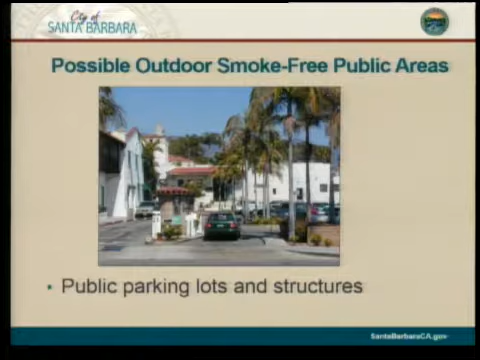 City of
SANTA BARBARA
Possible Outdoor Smoke-Free Public Areas
• Public parking lots and structures
SantaBarbaraCA.gov